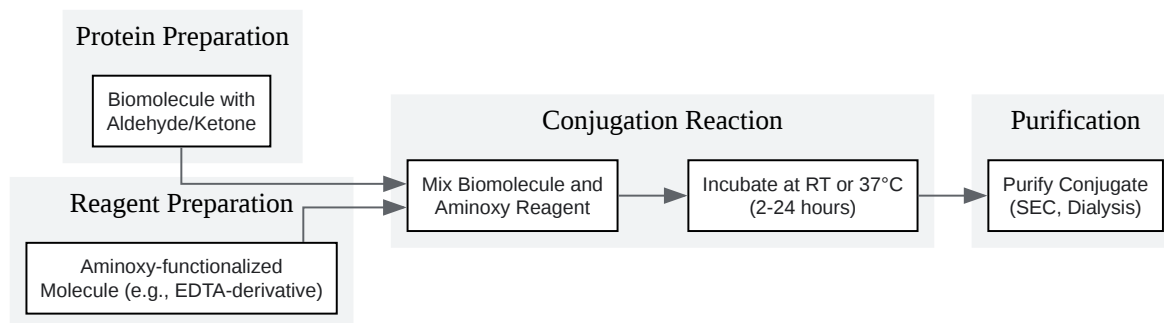 Protein Preparation
Biomolecule with
Aldehyde/Ketone
Reagent Preparation
Aminoxy-functionalized
Molecule (e.g., EDTA-derivative)
Conjugation Reaction
Mix Biomolecule and
Aminoxy Reagent
Incubate at RT or 37°C
(2-24 hours)
Purification
Purify Conjugate
(SEC, Dialysis)